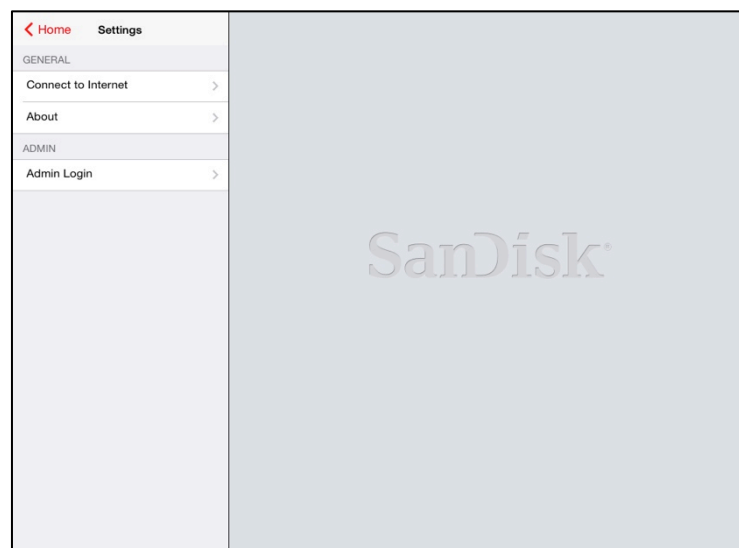 Home Settings
GENERAL
Connect to Internet
About
ADMIN
Admin Login
SanDisk